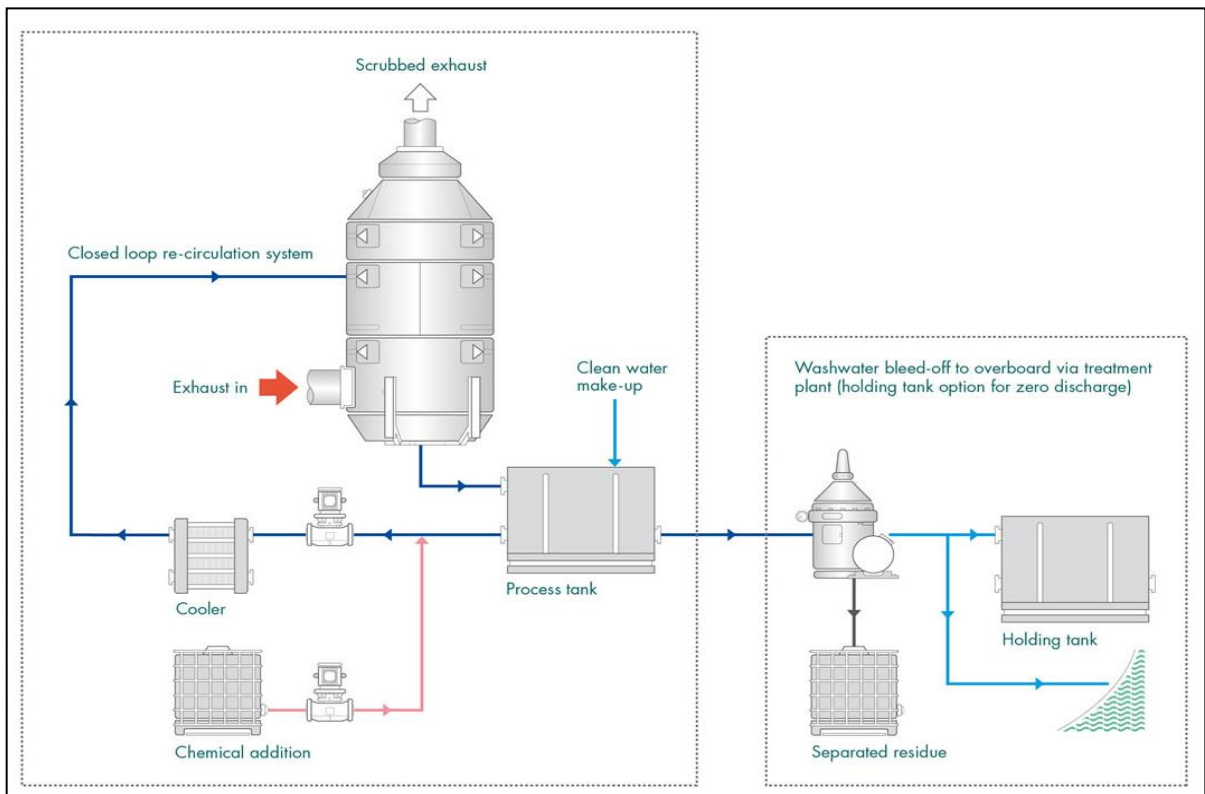 Scrubbed exhaust
Closed loop re-circulation system
Exhaust in
Clean water
make-up
Washwater bleed-off to overboard via treatment
plant (holding tank option for zero discharge)
Process tank
Cooler
Holding tank
Chemical addition
Separated residue